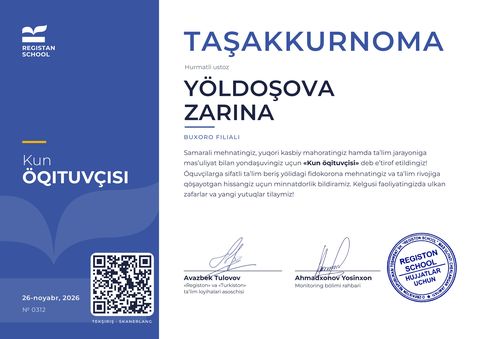 REGISTAN
SCHOOL
Kun
ÖQITUVÇISI
26-noyabr, 2026
№ 0312
TEKŞIRIŞ - SKANERLANG
TAŞAKKURNOMA
Hurmatli ustoz
YÖLDOŞOVA
ZARINA
BUXORO FILIALI
Samarali mehnatingiz, yuqori kasbiy mahoratingiz hamda ta'lim jarayoniga
mas'uliyat bilan yondaşuvingiz uçun «Kun öqituvçisi» deb e'tirof etildingiz!
Öquvçilarga sifatli ta'lim beriş yölidagi fidokorona mehnatingiz va ta'lim rivojiga
qöşayotgan hissangiz uçun minnatdorlik bildiramiz. Kelgusi faoliyatingizda ulkan
zafarlar va yangi yutuqlar tilaymiz!
Avazbek Tulovov
«Registon» va «Turkiston»
ta'lim loyihalari asoschisi
Ahmadxonov Yosinxon
Monitoring bölimi rahbari
REGISTON
SCHOOL
HUJJATLAR
UCHUN